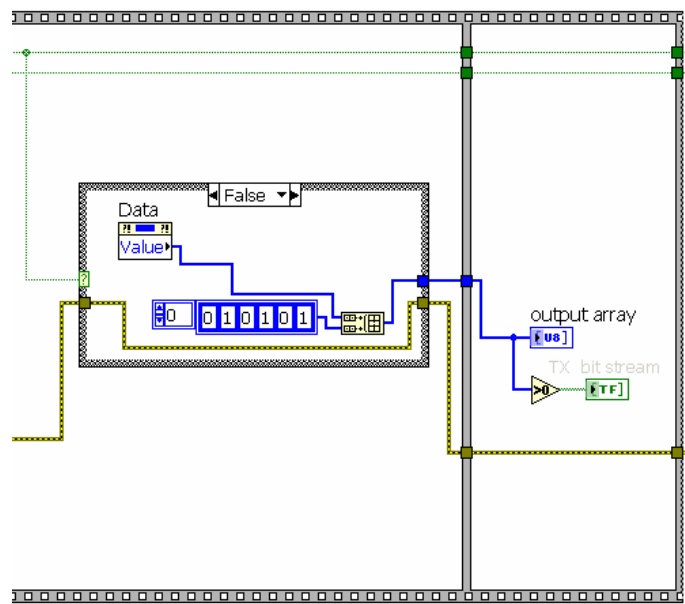 False
Data
?! ?!
Value
?
0 0 1 0 1 0 1
output array
U8]
TX bit stream
>0
TF]